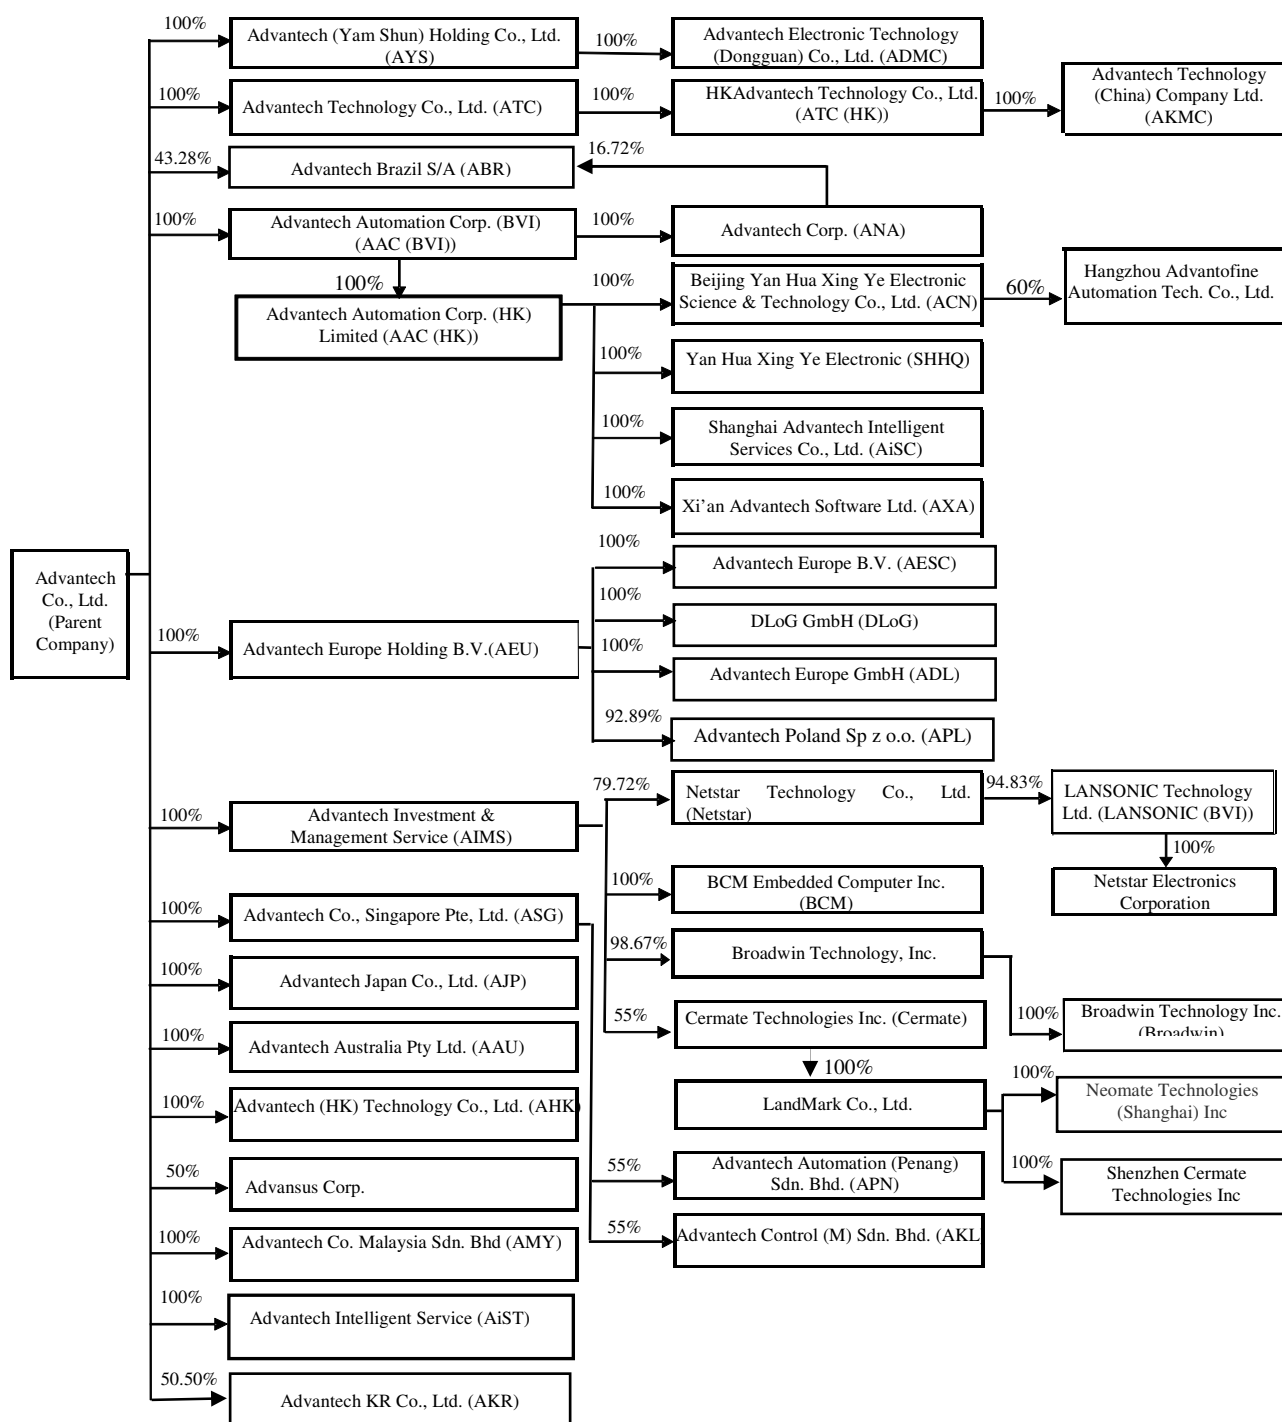 100%
Advantech (Yam Shun) Holding Co., Ltd.
(AYS)
100%
Advantech Electronic Technology
(Dongguan) Co., Ltd. (ADMC)
100%
Advantech Technology Co., Ltd. (ATC)
100%
HKAdvantech Technology Co., Ltd.
(ATC (HK))
100%
Advantech Technology
(China) Company Ltd.
(AKMC)
43.28%
Advantech Brazil S/A (ABR)
16.72%
100%
Advantech Automation Corp. (BVI)
(AAC (BVI))
100%
Advantech Corp. (ANA)
100%
Advantech Automation Corp. (HK)
Limited (AAC (HK))
100%
Beijing Yan Hua Xing Ye Electronic
Science & Technology Co., Ltd. (ACN)
60%
Hangzhou Advantofine
Automation Tech. Co., Ltd.
100%
Yan Hua Xing Ye Electronic (SHHQ)
100%
Shanghai Advantech Intelligent
Services Co., Ltd. (AiSC)
100%
Xi'an Advantech Software Ltd. (AXA)
Advantech
Co., Ltd.
(Parent
Company)
100%
Advantech Europe Holding B.V.(AEU)
100%
Advantech Europe B.V. (AESC)
100%
DLoG GmbH (DLoG)
100%
Advantech Europe GmbH (ADL)
92.89%
Advantech Poland Sp z o.o. (APL)
100%
Advantech Investment &
Management Service (AIMS)
79.72%
Netstar Technology Co., Ltd.
(Netstar)
94.83%
LANSONIC Technology
Ltd. (LANSONIC (BVI))
100%
Netstar Electronics
Corporation
100%
BCM Embedded Computer Inc.
(BCM)
98.67%
Broadwin Technology, Inc.
100%
Broadwin Technology Inc.
(Broadwin)
55%
Cermate Technologies Inc. (Cermate)
100%
LandMark Co., Ltd.
100%
Neomate Technologies
(Shanghai) Inc
100%
Shenzhen Cermate
Technologies Inc
100%
Advantech Co., Singapore Pte, Ltd. (ASG)
55%
Advantech Automation (Penang)
Sdn. Bhd. (APN)
55%
Advantech Control (M) Sdn. Bhd. (AKL
100%
Advantech Japan Co., Ltd. (AJP)
100%
Advantech Australia Pty Ltd. (AAU)
100%
Advantech (HK) Technology Co., Ltd. (AHK)
50%
Advansus Corp.
100%
Advantech Co. Malaysia Sdn. Bhd (AMY)
100%
Advantech Intelligent Service (AiST)
50.50%
Advantech KR Co., Ltd. (AKR)